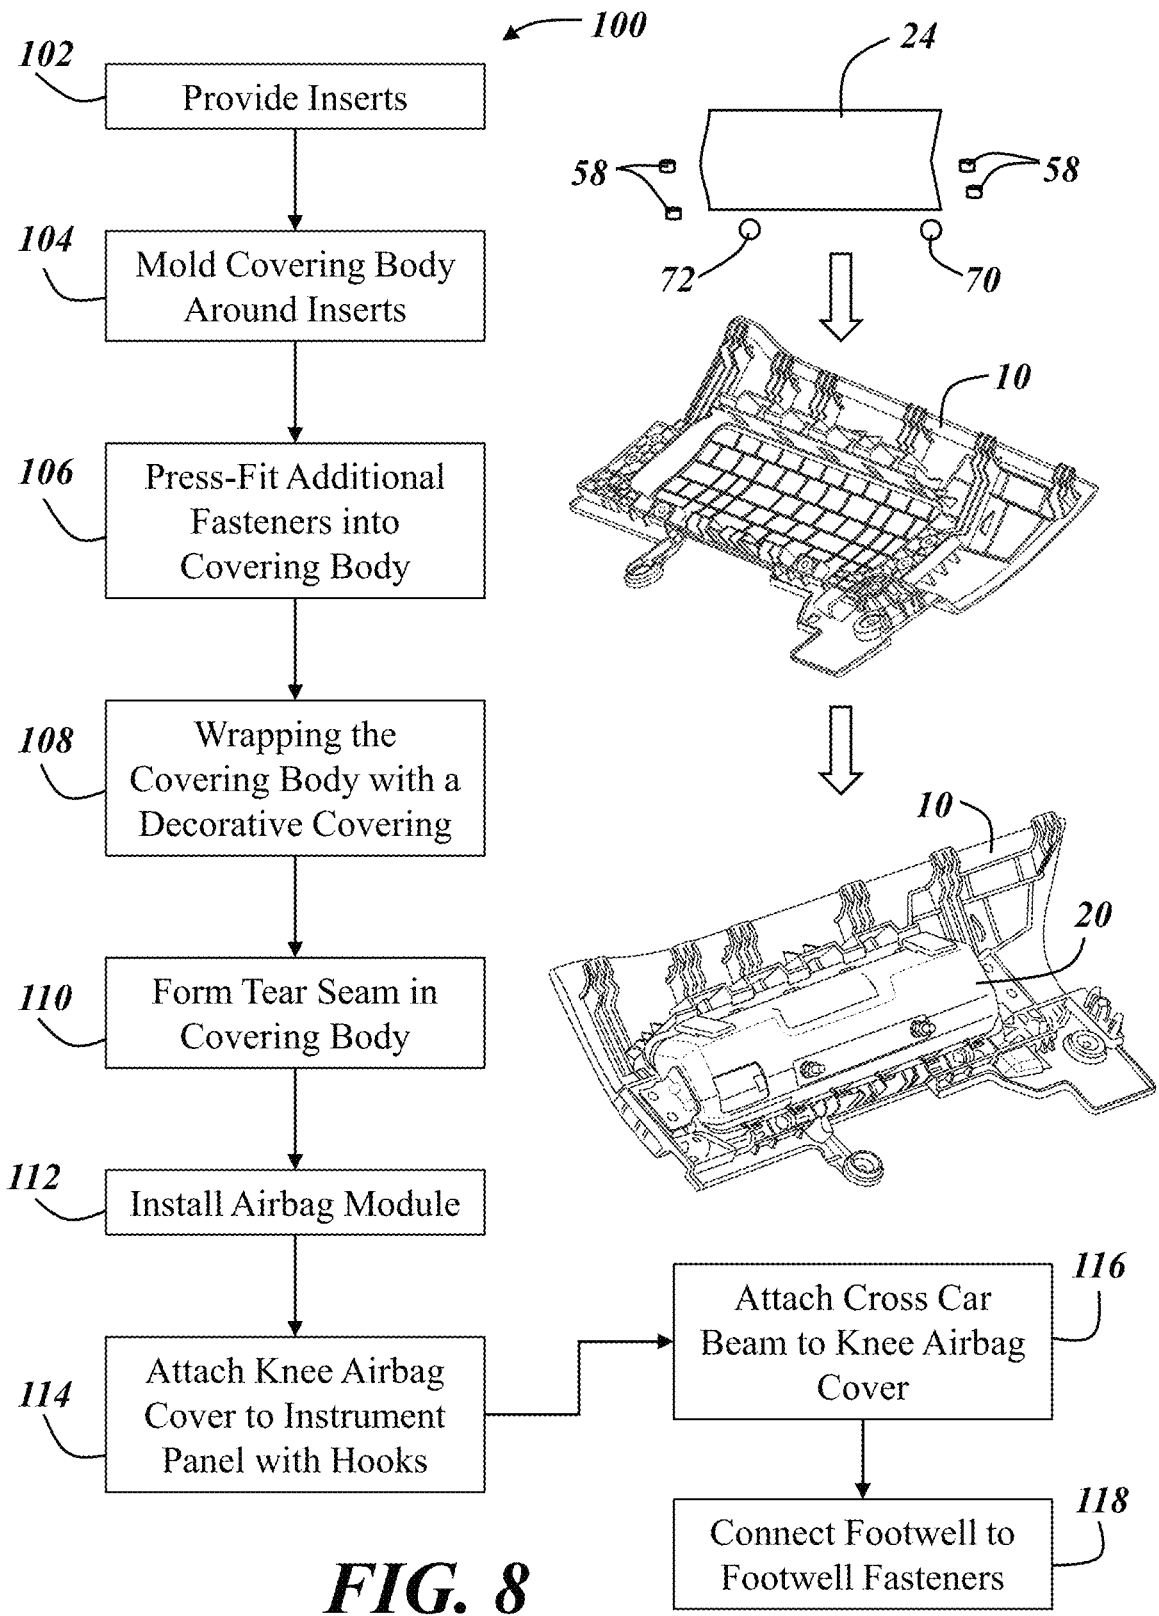 100
102
Provide Inserts
104
Mold Covering Body
Around Inserts
106
Press-Fit Additional
Fasteners into
Covering Body
108
Wrapping the
Covering Body with a
Decorative Covering
110
Form Tear Seam in
Covering Body
112
Install Airbag Module
114
Attach Knee Airbag
Cover to Instrument
Panel with Hooks
24
58
58
72
70
10
10
20
116
Attach Cross Car
Beam to Knee Airbag
Cover
118
Connect Footwell to
Footwell Fasteners
FIG. 8